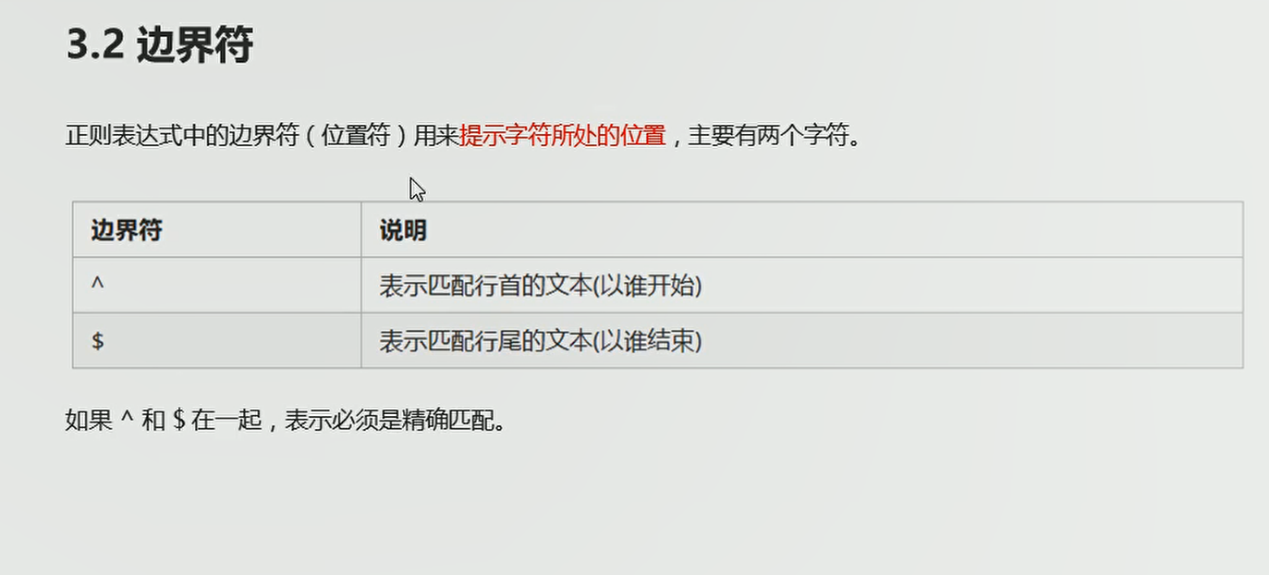 3.2 边界符
正则表达式中的边界符（位置符）用来提示字符所处的位置，主要有两个字符。
边界符 说明
^ 表示匹配行首的文本(以谁开始)
$ 表示匹配行尾的文本(以谁结束)
如果 ^ 和 $ 在一起，表示必须是精确匹配。